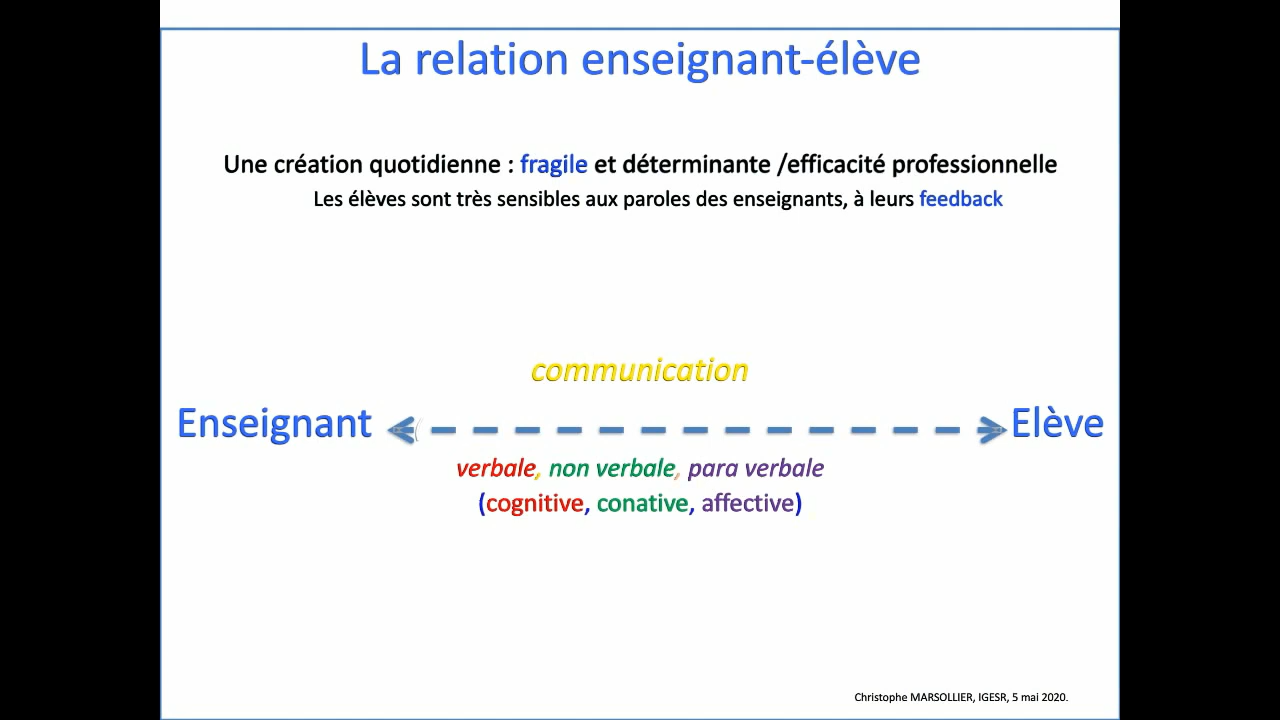 La relation enseignant-élève
Une création quotidienne : fragile et déterminante /efficacité professionnelle
Les élèves sont très sensibles aux paroles des enseignants, à leurs feedback
communication
Enseignant
Elève
verbale, non verbale, para verbale
(cognitive, conative, affective)
Christophe MARSOLLIER, IGESR, 5 mai 2020.